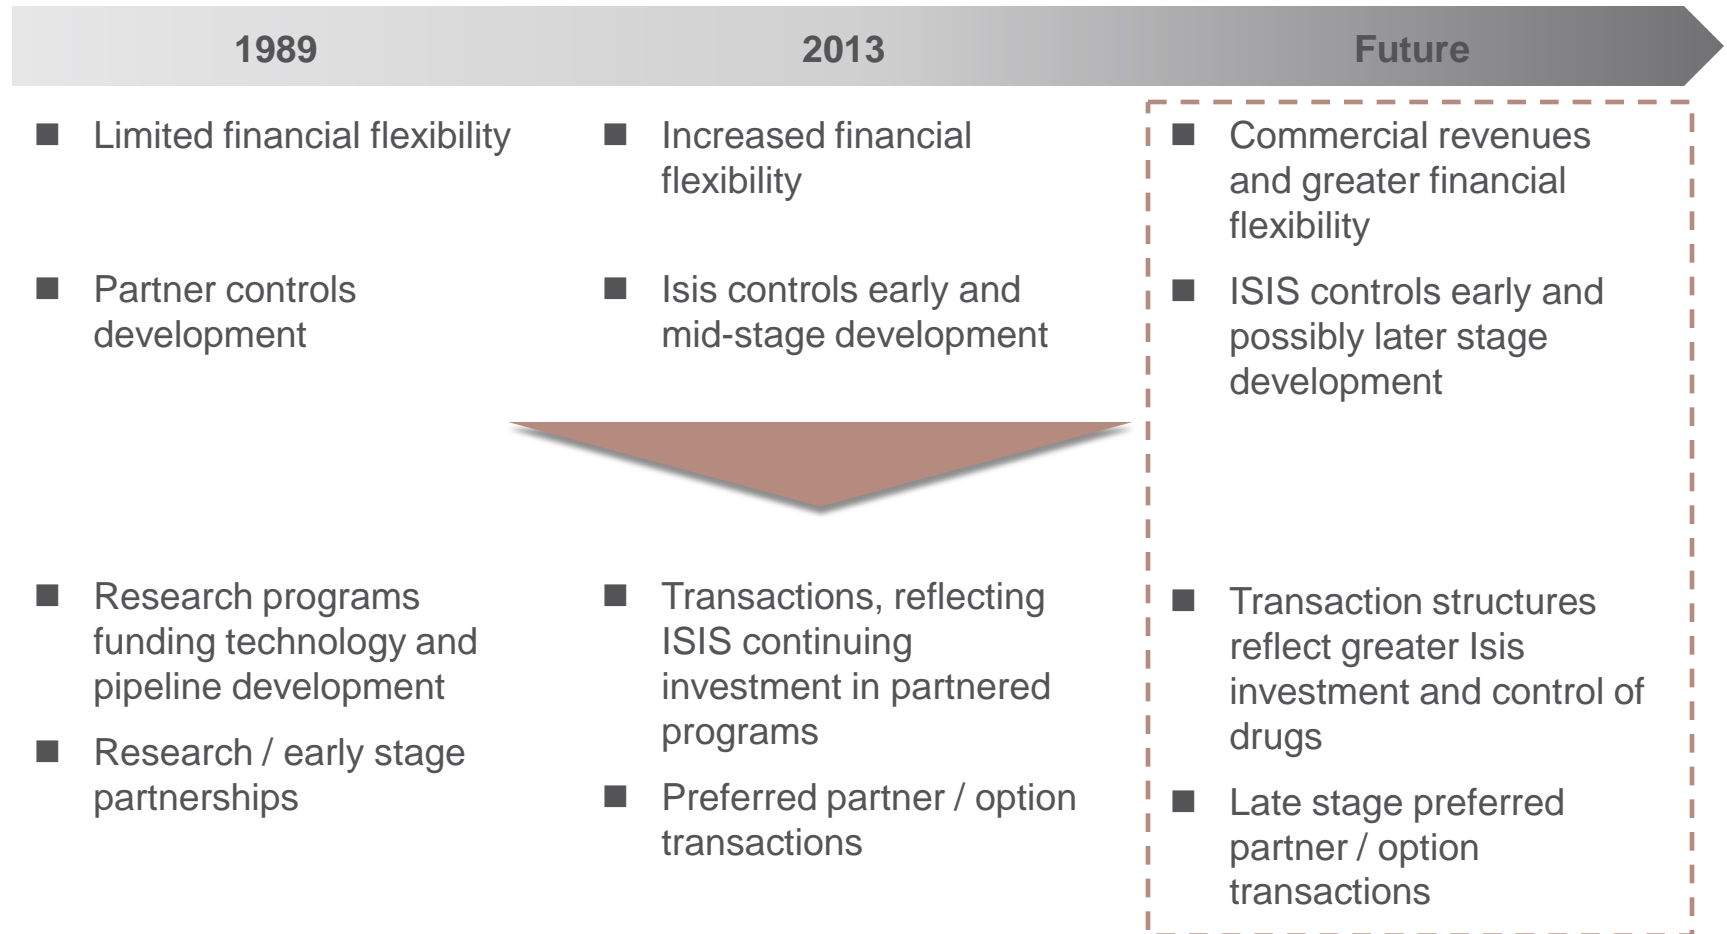 1989
2013
Future
Limited financial flexibility
Partner controls
development
Research programs
funding technology and
pipeline development
Research / early stage
partnerships
Increased financial
flexibility
Isis controls early and
mid-stage development
Transactions, reflecting
ISIS continuing
investment in partnered
programs
Preferred partner / option
transactions
Commercial revenues
and greater financial
flexibility
ISIS controls early and
possibly later stage
development
Transaction structures
reflect greater Isis
investment and control of
drugs
Late stage preferred
partner / option
transactions